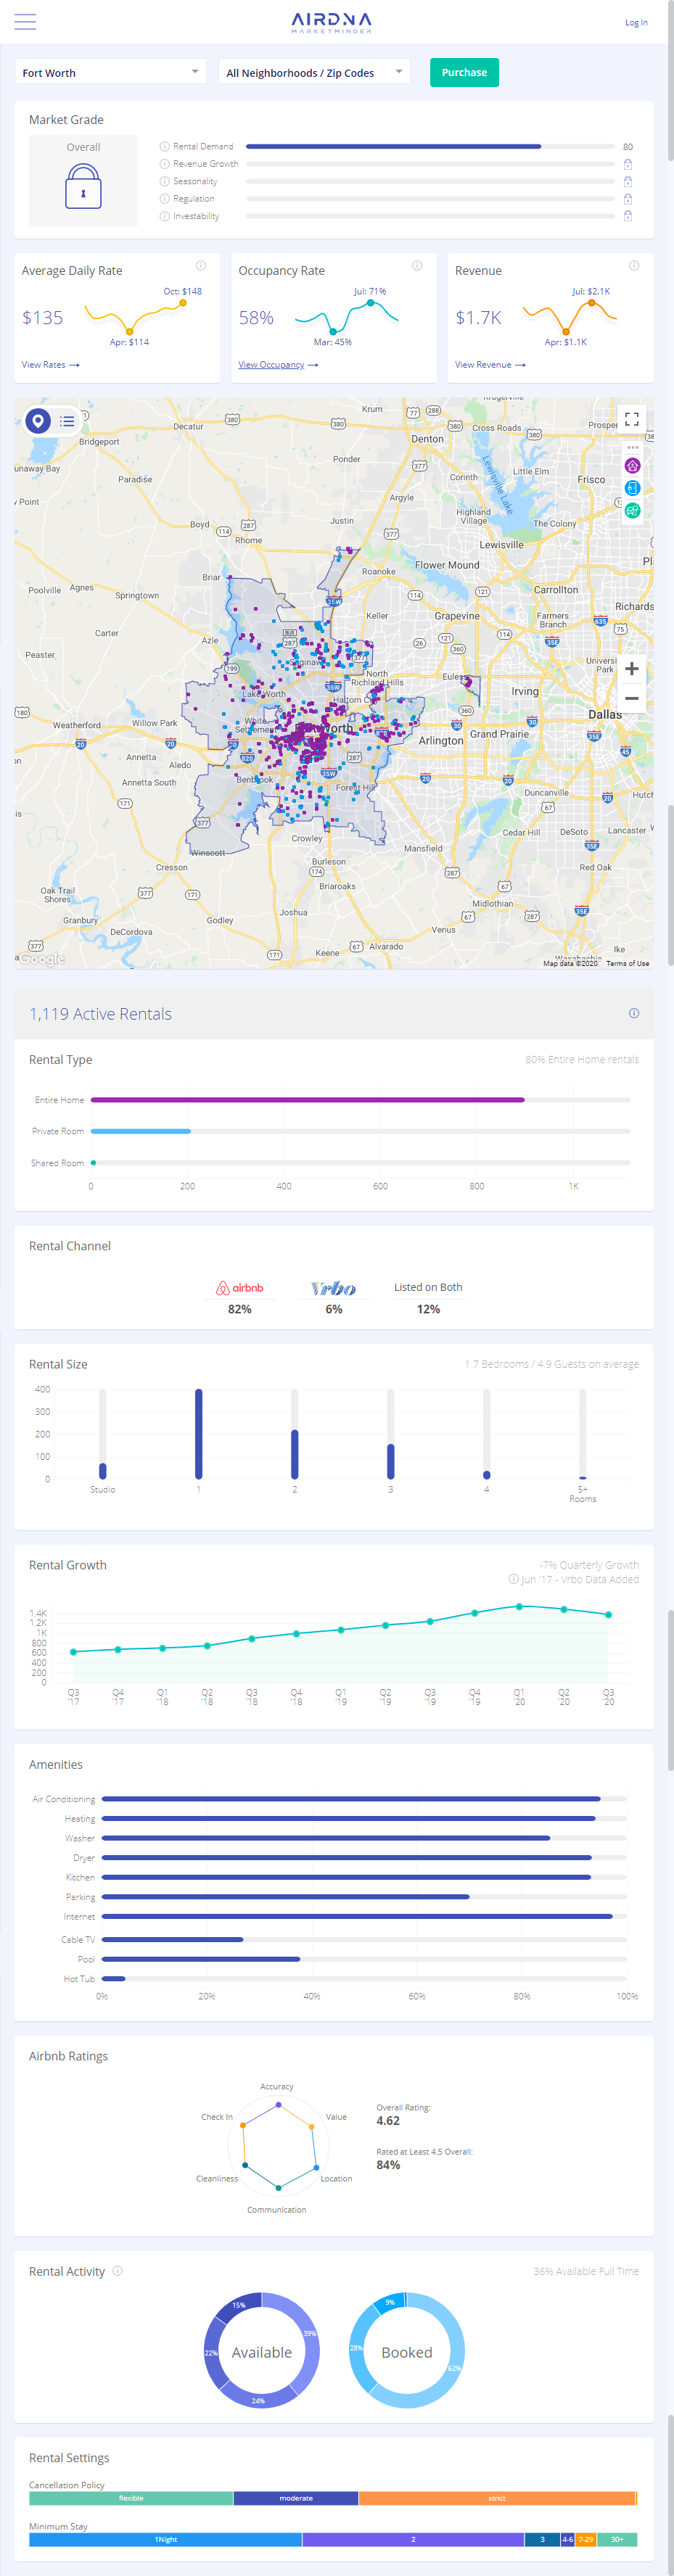 AIRDNA
MARKETMINDER
Log In
Fort Worth
All Neighborhoods / Zip Codes
Purchase
Market Grade
Overall
Rental Demand
80
Revenue Growth
Seasonality
Regulation
Investability
Average Daily Rate
Oct: $148
$135
Apr: $114
View Rates →
Occupancy Rate
Jul: 71%
58%
Mar: 45%
View Occupancy →
Revenue
Jul: $2.1K
$1.7K
Apr: $1.1K
View Revenue →
Krum
Decatur
Bridgeport
Denton
Cross Roads
Prosper
Ponder
Corinth
Little Elm
Frisco
Paradise
Lewisville Lake
Argyle
Highland
Village
The Colony
Boyd
Justin
Rhome
Lewisville
Flower Mound
Roanoke
Briar
Carrollton
Poolville
Agnes
Springtown
Keller
Grapevine
Farmers
Branch
Richards
Carter
Azle
Peaster
Saginaw
North
Richland Hills
Euless
Universi
Park
Lake Worth
Haltom C
Irving
Dallas
Weatherford
Willow Park
White
Settlement
Arlington
Grand Prairie
Annetta
Aledo
Annetta South
Benbrook
Forest Hill
Duncanville
Hutch
Cedar Hill
DeSoto
Lancaster
Crowley
Mansfield
Winscott
Cresson
Burleson
Red Oak
Oak Trail
Shores
Briaroaks
Midlothian
Granbury
Godley
Joshua
DeCordova
Venus
Keene
Alvarado
Ike
Waxahachie
Google
Map data ©2020
Terms of Use
1,119 Active Rentals
Rental Type
80% Entire Home rentals
Entire Home
Private Room
Shared Room
0 200 400 600 800 1K
Rental Channel
airbnb
Vrbo
Listed on Both
82%
6%
12%
Rental Size
1.7 Bedrooms / 4.9 Guests on average
400
300
200
100
0
Studio 1 2 3 4 5+
Rooms
Rental Growth
-7% Quarterly Growth
Jun '17 - Vrbo Data Added
1.4K
1.2K
1K
800
600
400
200
0
Q3 Q4 Q1 Q2 Q3 Q4 Q1 Q2 Q3 Q4 Q1 Q2 Q3
'17 '17 '18 '18 '18 '18 '19 '19 '19 '19 '20 '20 '20
Amenities
Air Conditioning
Heating
Washer
Dryer
Kitchen
Parking
Internet
Cable TV
Pool
Hot Tub
0% 20% 40% 60% 80% 100%
Airbnb Ratings
Accuracy
Check In
Value
Cleanliness
Location
Communication
Overall Rating:
4.62
Rated at Least 4.5 Overall:
84%
Rental Activity
36% Available Full Time
15%
39%
22%
24%
Available
9%
28%
62%
Booked
Rental Settings
Cancellation Policy
flexible moderate strict
Minimum Stay
1Night 2 3 4-6 7-29 30+